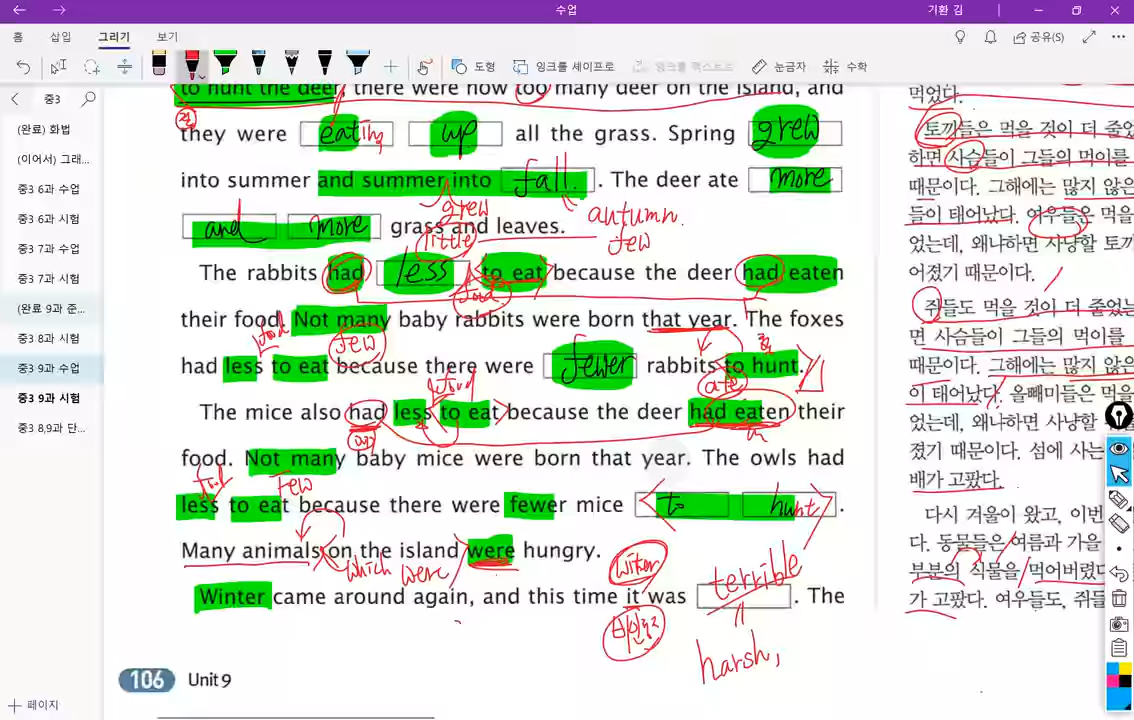 수업
기환 김
홈 삽입 그리기 보기
공유(S)
도형 잉크를 셰이프로 잉크를 텍스트로 눈금자 수학
중3
(완료) 화법
(이어서) 그래...
중3 6과 수업
중3 6과 시험
중3 7과 수업
중3 7과 시험
(완료 9과 준...
중3 8과 시험
중3 9과 수업
중3 9과 시험
중3 8,9과 단...
페이지
to hunt the deer, there were now too many deer on the island, and
they were eating up all the grass. Spring grew
into summer and summer into fall. The deer ate more
grew
autumn
and more grass and leaves.
little
few
The rabbits had less to eat because the deer had eaten
food
their food. Not many baby rabbits were born that year. The foxes
food
few
had less to eat because there were fewer rabbits to hunt.
food
The mice also had less to eat because the deer had eaten their
food. Not many baby mice were born that year. The owls had
food
Few
less to eat because there were fewer mice to hunt.
Many animals on the island were hungry.
which were
terrible
Winter came around again, and this time it was . The
비인칭
harsh,
106 Unit 9
먹었다.
토끼들은 먹을 것이 더 줄었
하면 사슴들이 그들의 먹이를
때문이다. 그해에는 많지 않은
들이 태어났다. 여우들은 먹을
었는데, 왜냐하면 사냥할 토끼
어졌기 때문이다.
쥐들도 먹을 것이 더 줄었는
면 사슴들이 그들의 먹이를
때문이다. 그해에는 많지 않은
이 태어났다. 올빼미들은 먹을
었는데, 왜냐하면 사냥할
졌기 때문이다. 섬에 사는
배가 고팠다.
다시 겨울이 왔고, 이번
다. 동물들은 여름과 가을
부분의 식물을 먹어버렸다
가 고팠다. 여우들도, 쥐들